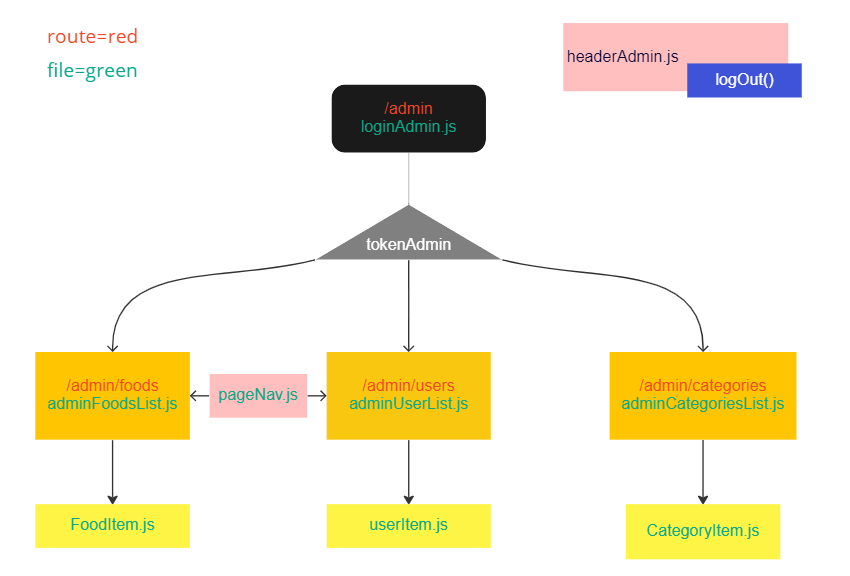 route=red
file=green
headerAdmin.js
logOut()
/admin
loginAdmin.js
tokenAdmin
/admin/foods
adminFoodsList.js
pageNav.js
/admin/users
adminUserList.js
/admin/categories
adminCategoriesList.js
FoodItem.js
userItem.js
CategoryItem.js